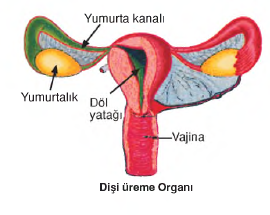 Yumurta kanalı
Yumurtalık
Döl
yatağı
Vajina
Dişi üreme Organı